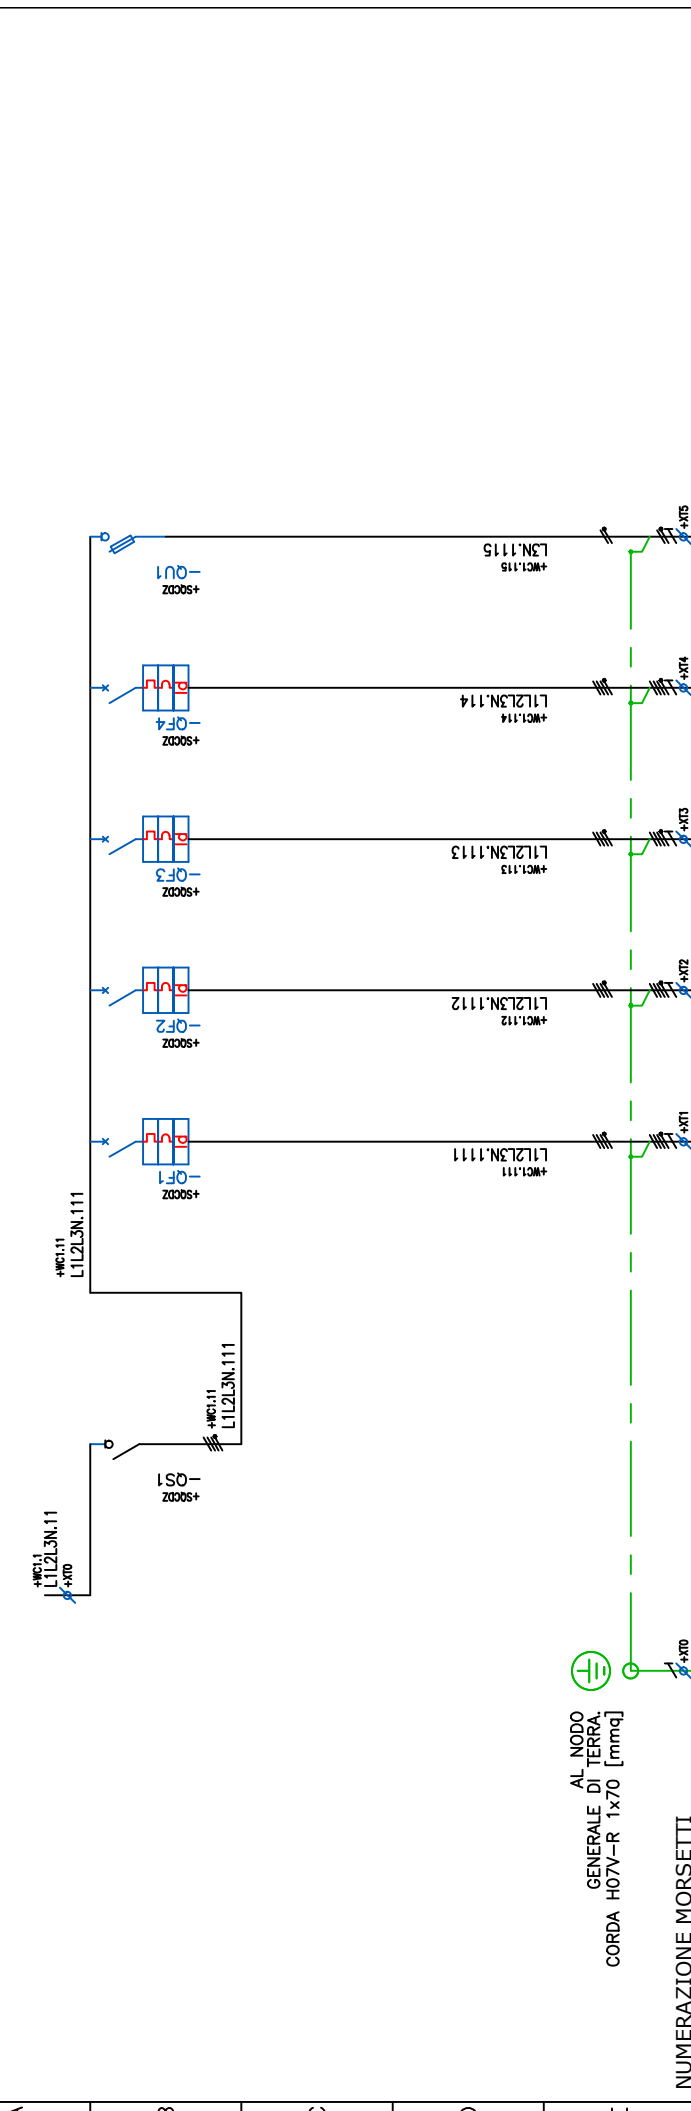 +WC1.1
L1L2L3N.11
+XT0
-QS1
+SQCDZ
+WC1.11
L1L2L3N.111
+WC1.11
L1L2L3N.111
-QF1
+SQCDZ
L1L2L3N.1111
+WC1.111
+XT1
-QF2
+SQCDZ
L1L2L3N.1112
+WC1.112
+XT2
-QF3
+SQCDZ
L1L2L3N.1113
+WC1.113
+XT3
-QF4
+SQCDZ
L1L2L3N.114
+WC1.114
+XT4
-QU1
+SQCDZ
L3N.1115
+WC1.115
+XT5
AL NODO
GENERALE DI TERRA.
CORDA H07V-R 1x70 [mmq]
+XT0
NUMERAZIONE MORSETTI